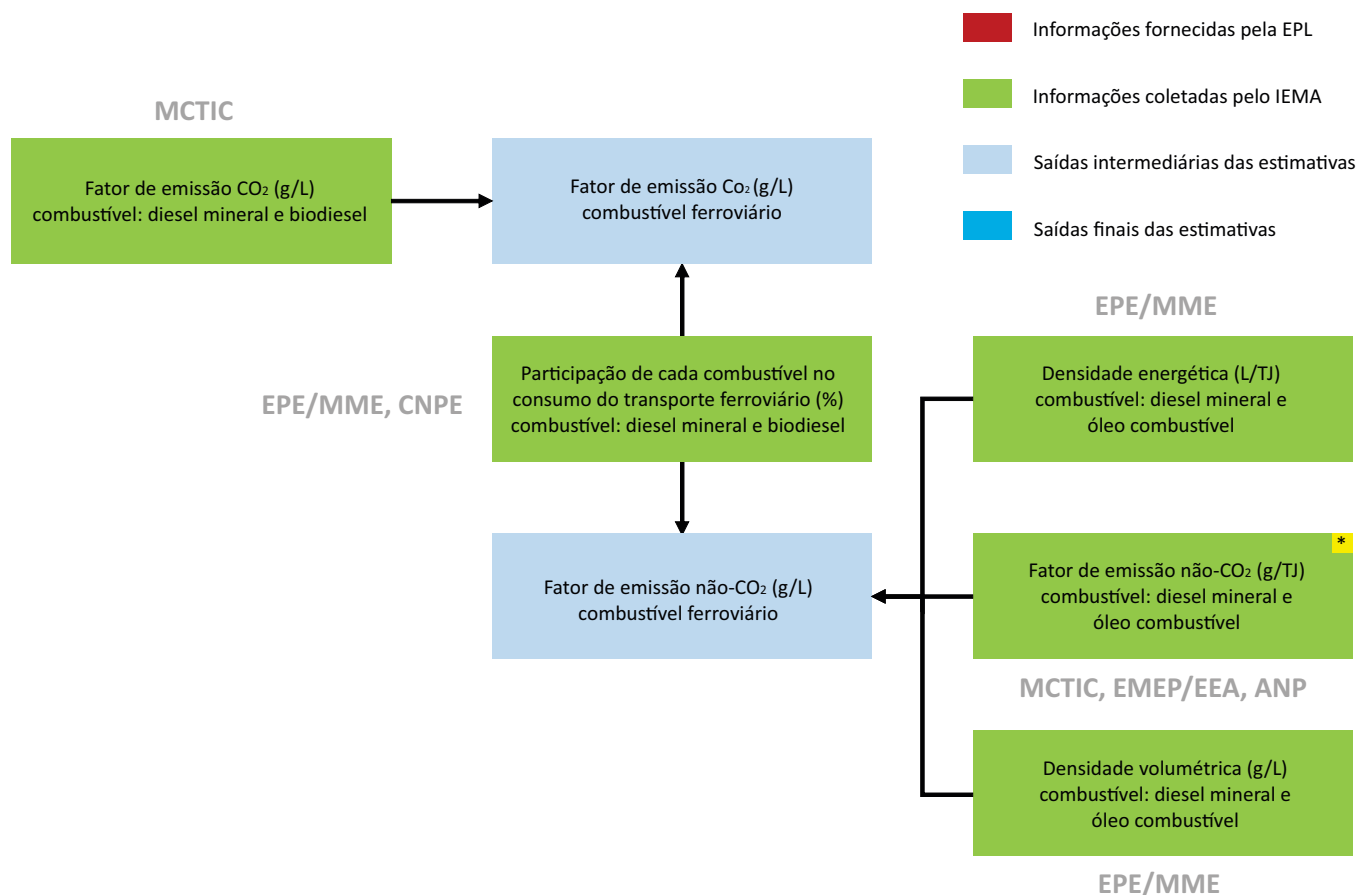 Informações fornecidas pela EPL
Informações coletadas pelo IEMA
Saídas intermediárias das estimativas
Saídas finais das estimativas
MCTIC
Fator de emissão CO₂ (g/L)
combustível: diesel mineral e biodiesel
Fator de emissão Co₂ (g/L)
combustível ferroviário
EPE/MME, CNPE
Participação de cada combustível no
consumo do transporte ferroviário (%)
combustível: diesel mineral e biodiesel
EPE/MME
Densidade energética (L/TJ)
combustível: diesel mineral e
óleo combustível
Fator de emissão não-CO₂ (g/L)
combustível ferroviário
*
Fator de emissão não-CO₂ (g/TJ)
combustível: diesel mineral e
óleo combustível
MCTIC, EMEP/EEA, ANP
Densidade volumétrica (g/L)
combustível: diesel mineral e
óleo combustível
EPE/MME